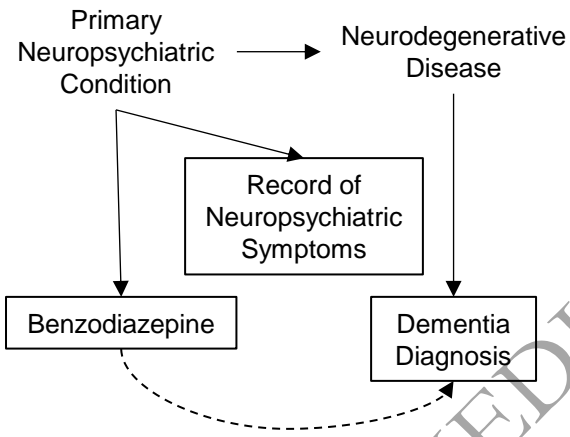 Primary
Neuropsychiatric
Condition
Neurodegenerative
Disease
Record of
Neuropsychiatric
Symptoms
Benzodiazepine
Dementia
Diagnosis